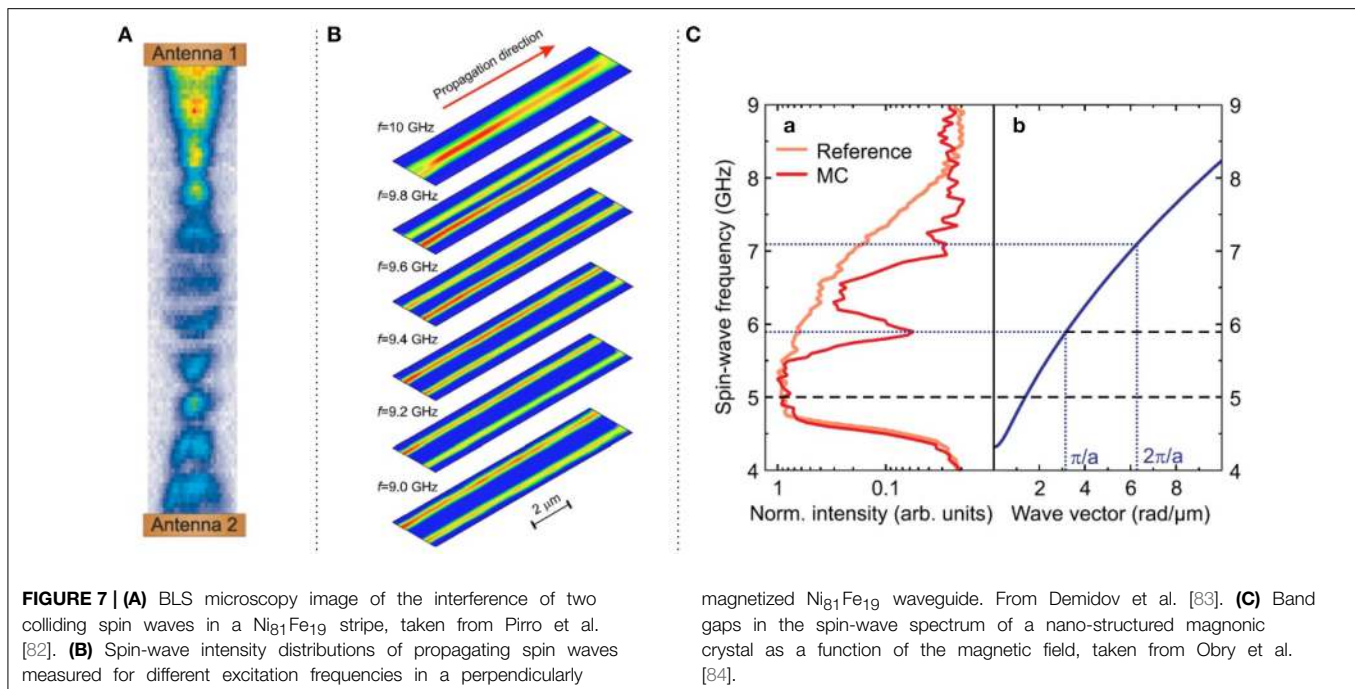 A
Antenna 1
Antenna 2
B
Propagation direction
f=10 GHz
f=9.8 GHz
f=9.6 GHz
f=9.4 GHz
f=9.2 GHz
f=9.0 GHz
2 μm
C
Spin-wave frequency (GHz)
9
8
7
6
5
4
a
Reference
MC
1
0.1
Norm. intensity (arb. units)
b
π/a
2π/a
9
8
7
6
5
4
2
4
6
8
Wave vector (rad/μm)
FIGURE 7 | (A) BLS microscopy image of the interference of two
colliding spin waves in a Ni81Fe19 stripe, taken from Pirro et al.
[82]. (B) Spin-wave intensity distributions of propagating spin waves
measured for different excitation frequencies in a perpendicularly
magnetized Ni81Fe19 waveguide. From Demidov et al. [83]. (C) Band
gaps in the spin-wave spectrum of a nano-structured magnonic
crystal as a function of the magnetic field, taken from Obry et al.
[84].